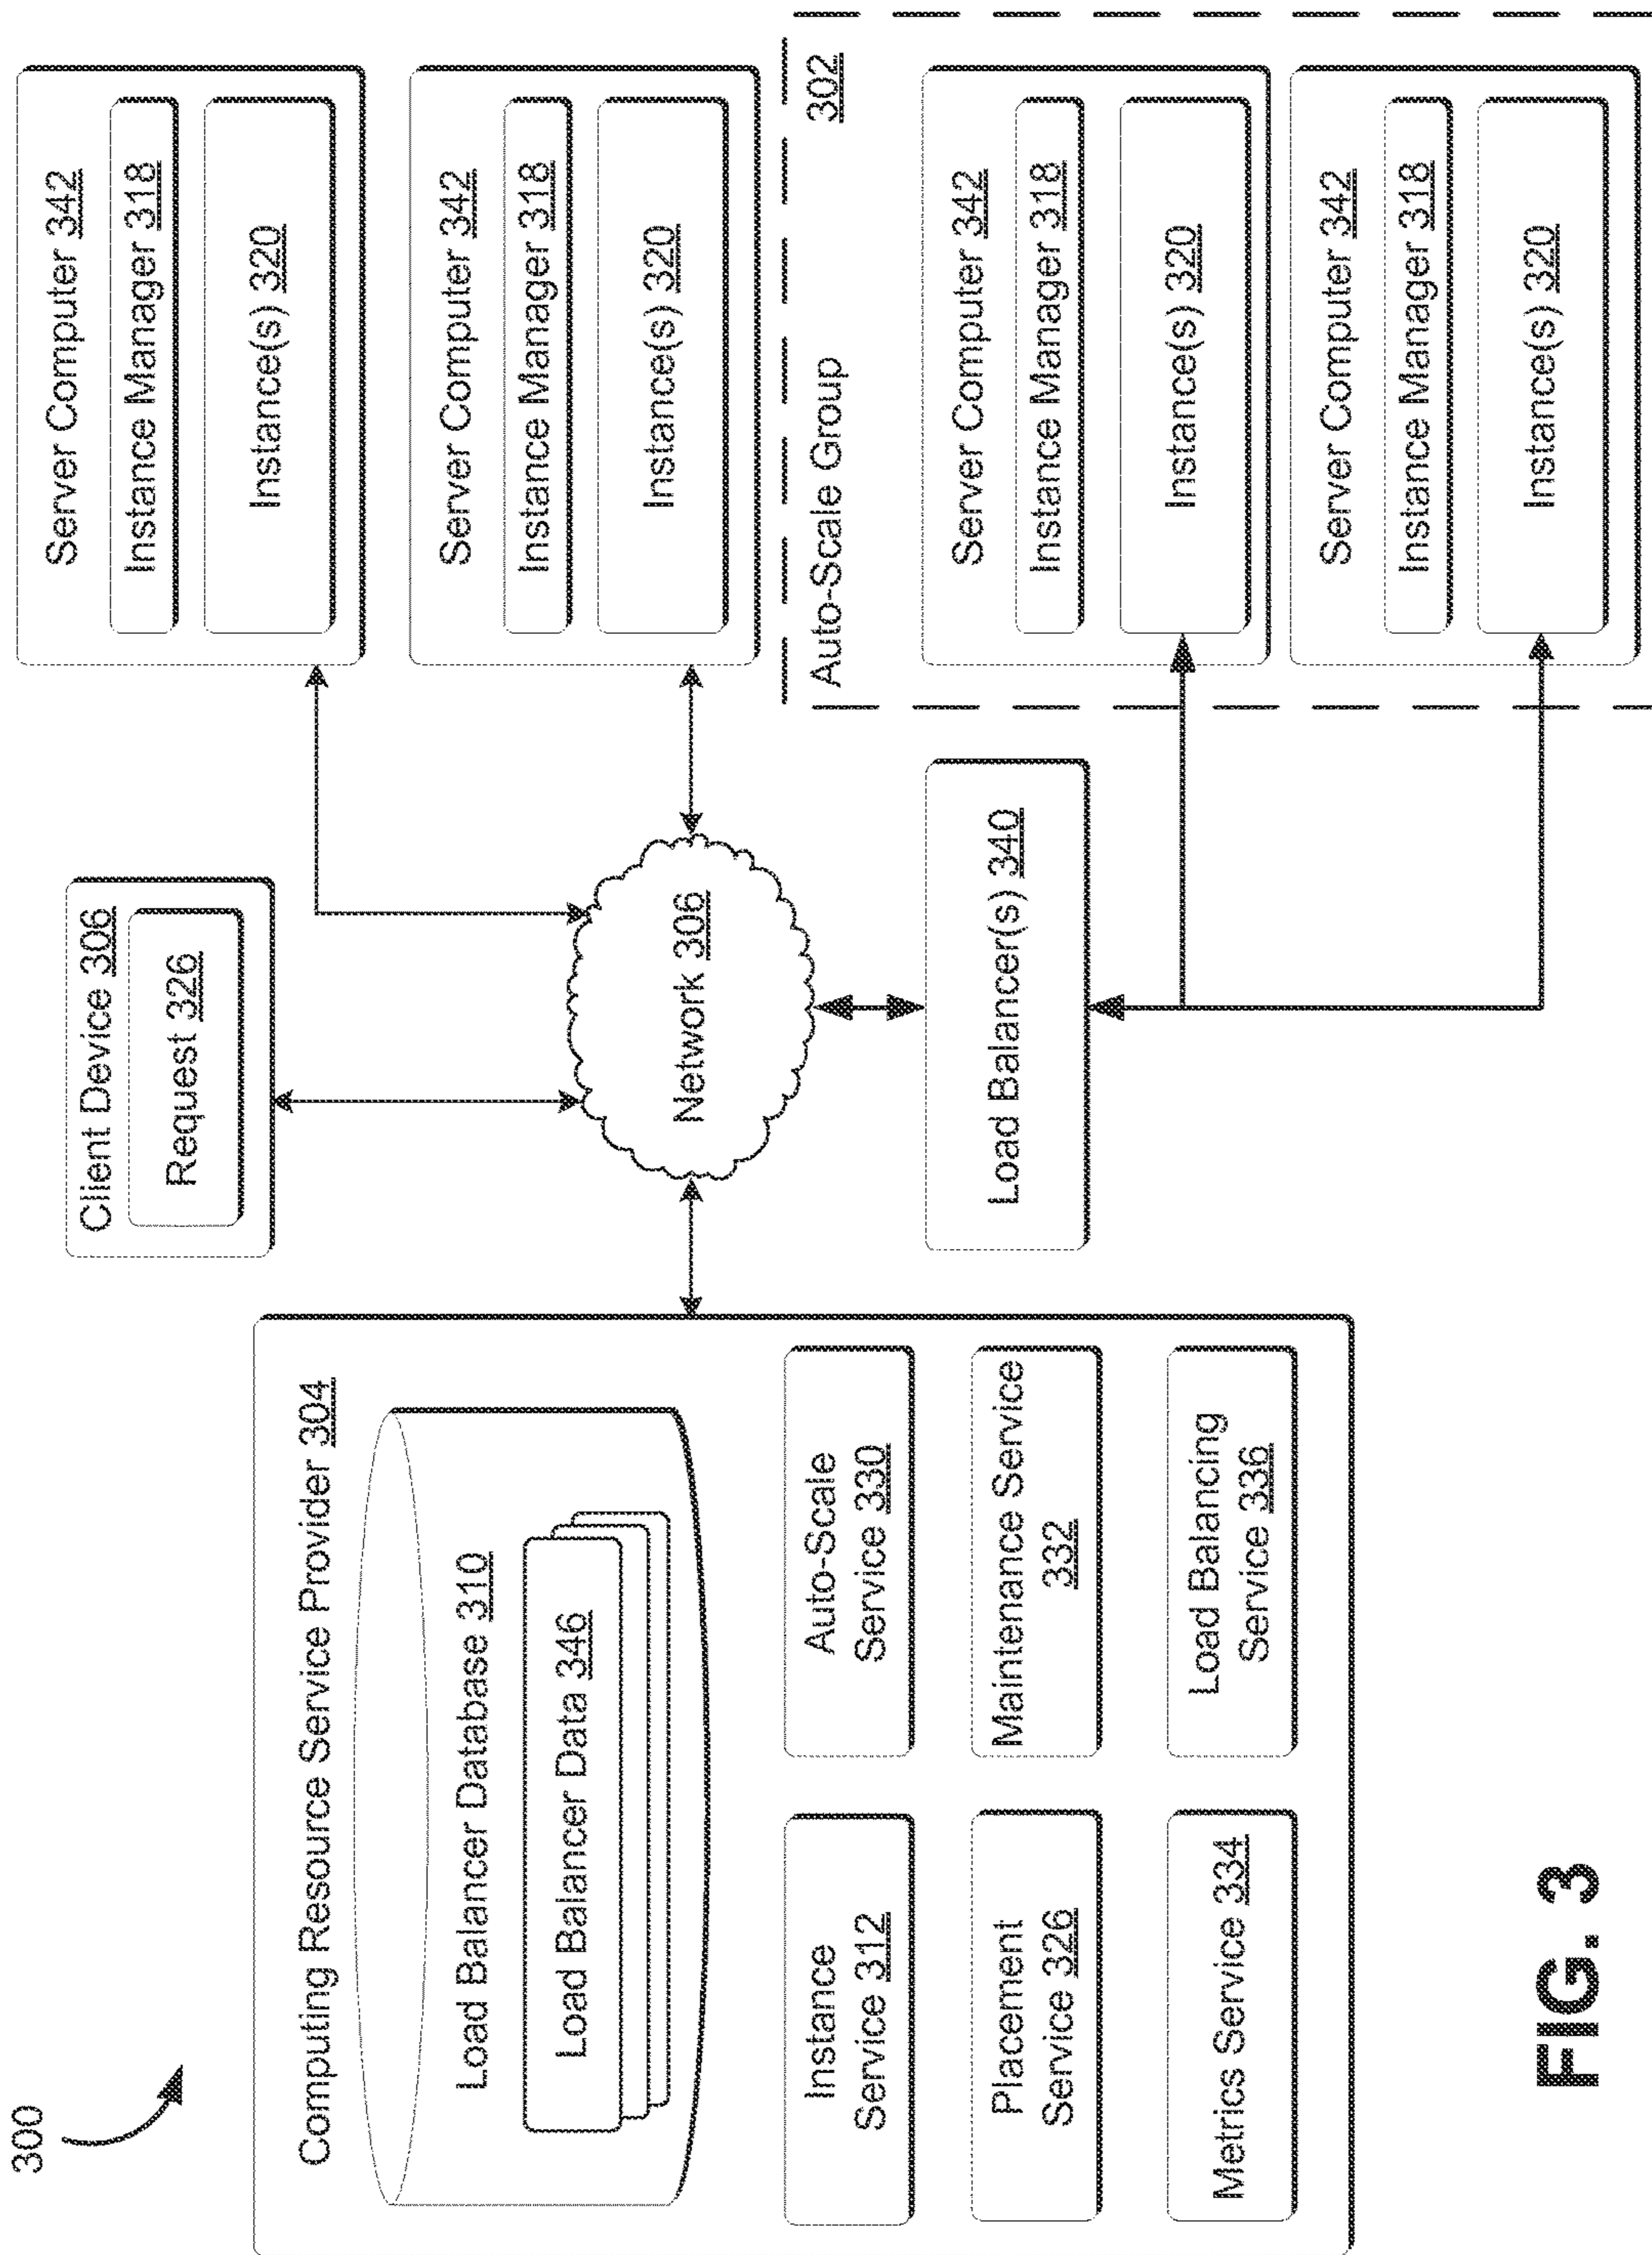 300
Computing Resource Service Provider 304
Load Balancer Database 310
Load Balancer Data 346
Instance
Service 312
Auto-Scale
Service 330
Placement
Service 326
Maintenance Service
332
Metrics Service 334
Load Balancing
Service 336
Client Device 306
Request 326
Network 306
Load Balancer(s) 340
Server Computer 342
Instance Manager 318
Instance(s) 320
Server Computer 342
Instance Manager 318
Instance(s) 320
Auto-Scale Group
302
Server Computer 342
Instance Manager 318
Instance(s) 320
Server Computer 342
Instance Manager 318
Instance(s) 320
FIG. 3